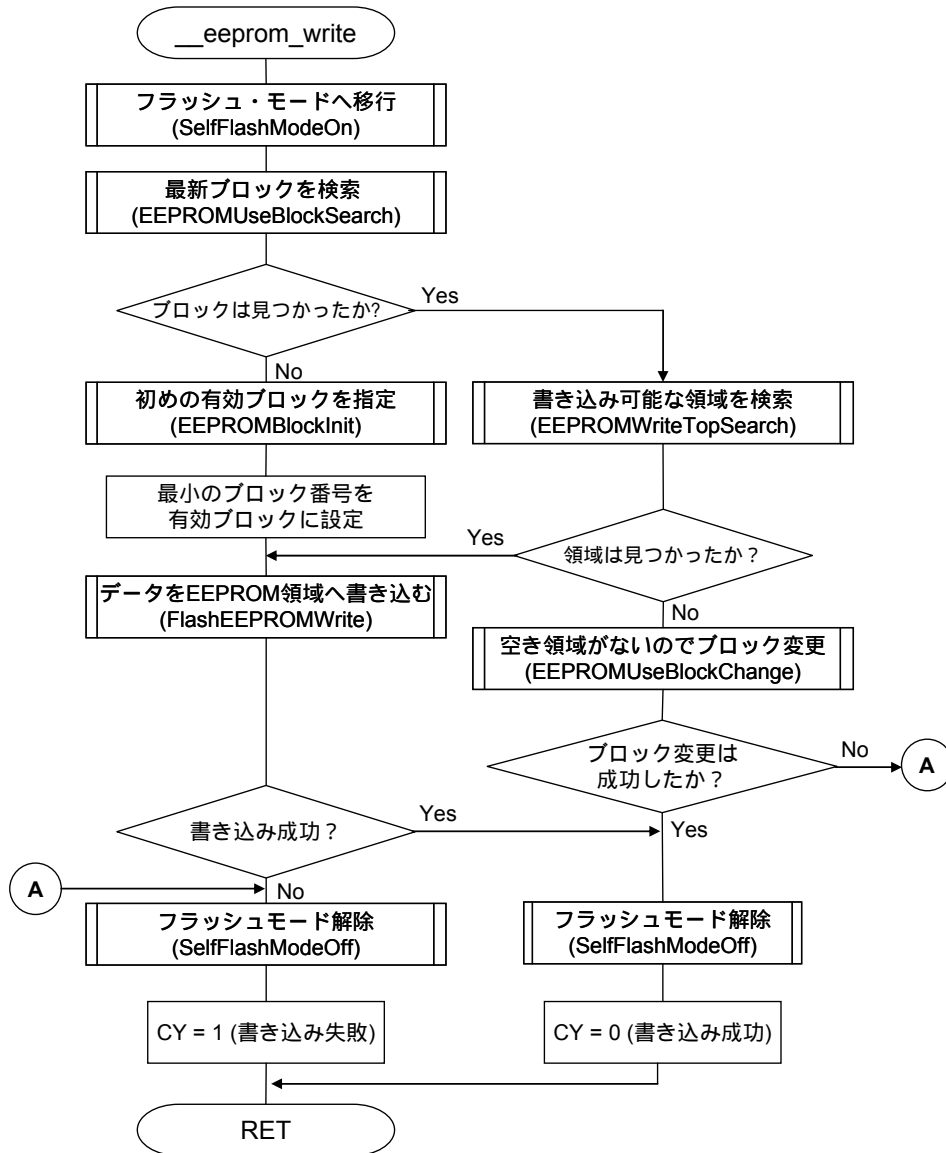 __eeprom_write
フラッシュ・モードへ移行
(SelfFlashModeOn)
最新ブロックを検索
(EEPROMUseBlockSearch)
ブロックは見つかったか?
Yes
No
初めの有効ブロックを指定
(EEPROMBlockInit)
書き込み可能な領域を検索
(EEPROMWriteTopSearch)
最小のブロック番号を
有効ブロックに設定
Yes
領域は見つかったか？
データをEEPROM領域へ書き込む
(FlashEEPROMWrite)
No
空き領域がないのでブロック変更
(EEPROMUseBlockChange)
ブロック変更は
成功したか？
No
A
書き込み成功？
Yes
Yes
A
No
フラッシュモード解除
(SelfFlashModeOff)
フラッシュモード解除
(SelfFlashModeOff)
CY = 1 (書き込み失敗)
CY = 0 (書き込み成功)
RET